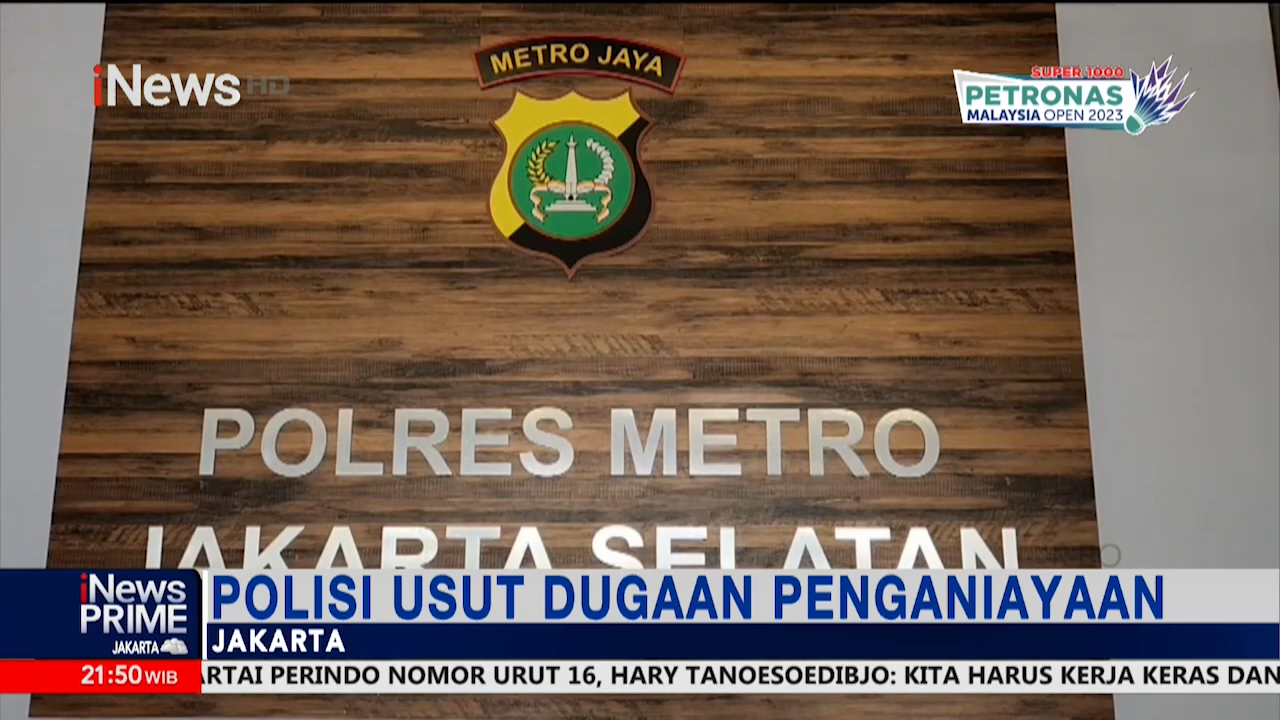 iNews HD
METRO JAYA
SUPER 1000
PETRONAS
MALAYSIA OPEN 2023
POLRES METRO
JAKARTA SELATAN
iNews
PRIME
JAKARTA
POLISI USUT DUGAAN PENGANIAYAAN
JAKARTA
21:50 WIB
ARTAI PERINDO NOMOR URUT 16, HARY TANOESOEDIBJO: KITA HARUS KERJA KERAS DAN